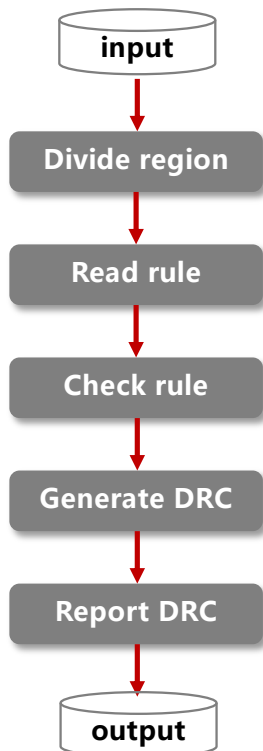 input
Divide region
Read rule
Check rule
Generate DRC
Report DRC
output